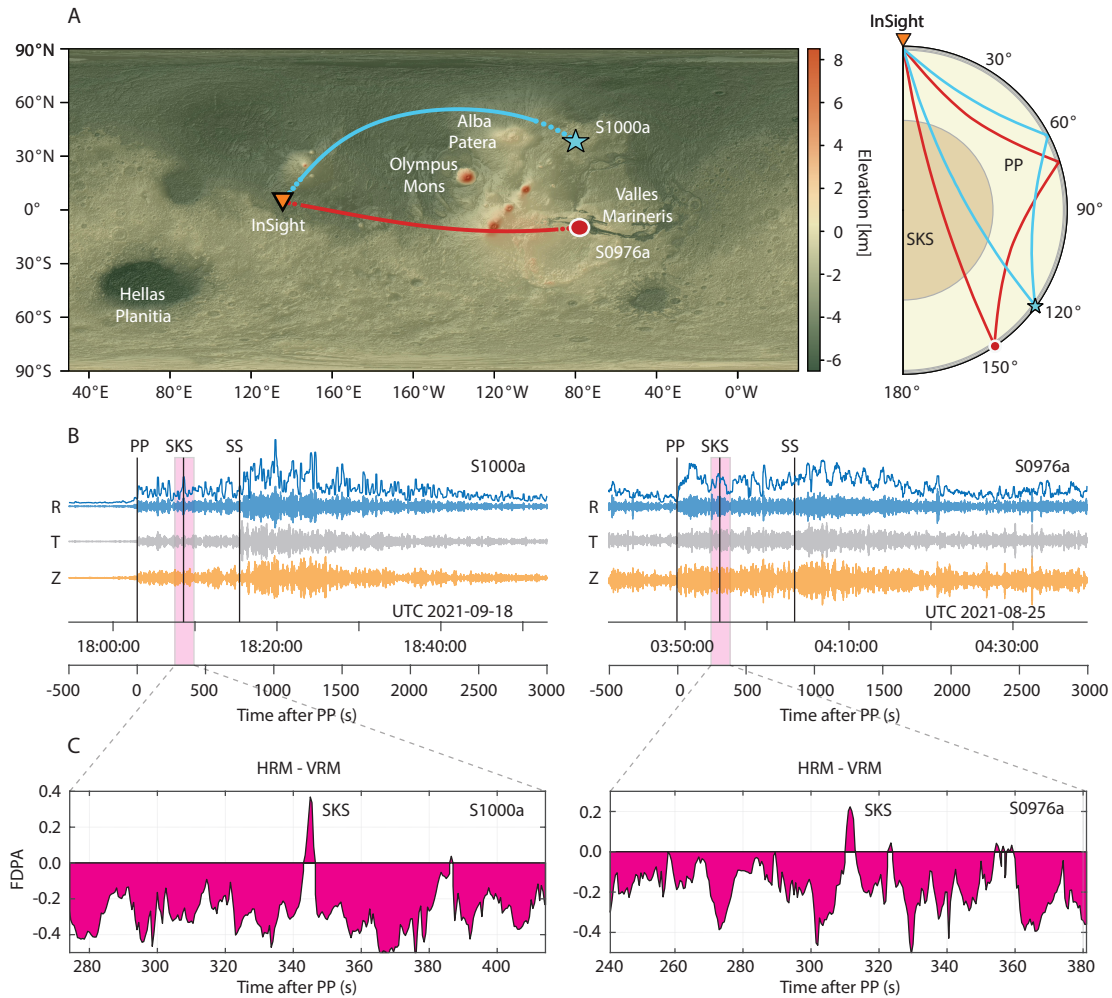 A
90°N
60°N
30°N
0°
30°S
60°S
90°S
40°E
80°E
120°E
160°E
160°W
120°W
80°E
40°E
0°W
Alba
Patera
S1000a
Olympus
Mons
Valles
Marineris
InSight
S0976a
Hellas
Planitia
8
6
4
2
0
-2
-4
-6
Elevation [km]
InSight
30°
60°
PP
90°
SKS
120°
150°
180°
B
PP SKS SS
S1000a
R
T
Z
UTC 2021-09-18
18:00:00 18:20:00 18:40:00
-500 0 500 1000 1500 2000 2500 3000
Time after PP (s)
PP SKS SS
S0976a
R
T
Z
UTC 2021-08-25
03:50:00 04:10:00 04:30:00
-500 0 500 1000 1500 2000 2500 3000
Time after PP (s)
C
HRM - VRM
0.4
0.2
0.0
-0.2
-0.4
FDPA
SKS S1000a
280 300 320 340 360 380 400
Time after PP (s)
HRM - VRM
0.2
0.0
-0.2
-0.4
SKS S0976a
240 260 280 300 320 340 360 380
Time after PP (s)